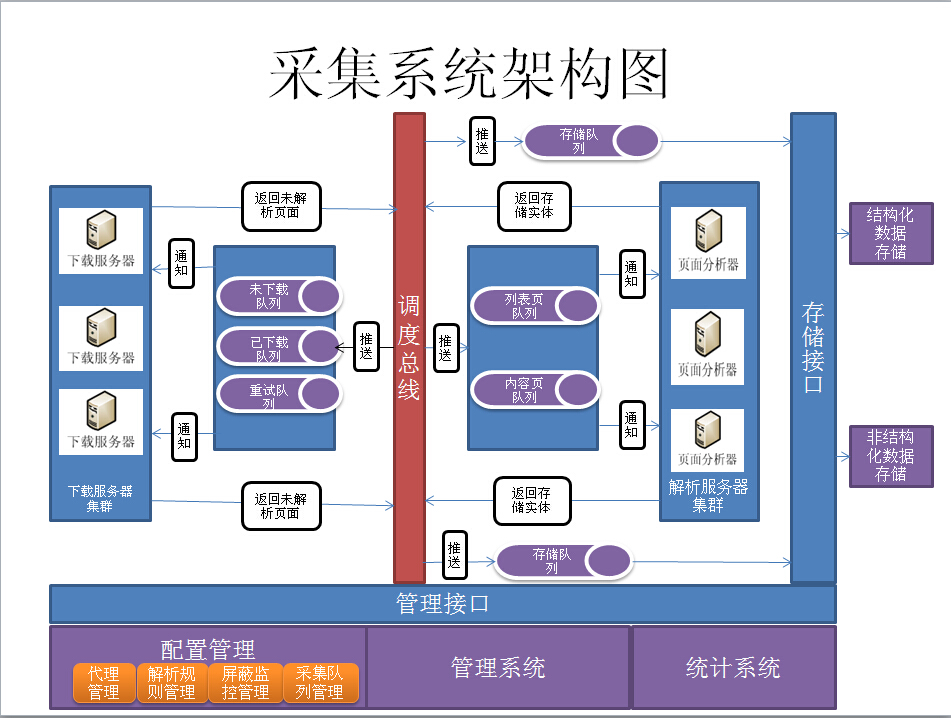 采集系统架构图
推
送
存储队
列
返回未解
析页面
返回存
储实体
下载服务器
下载服务器
下载服务器
下载服务器
集群
通
知
通
知
未下载
队列
已下载
队列
重试队
列
推
送
调
度
总
线
推
送
列表页
队列
内容页
队列
通
知
通
知
页面分析器
页面分析器
页面分析器
解析服务器
集群
存
储
接
口
结构化
数据
存储
非结构
化数据
存储
返回未解
析页面
返回存
储实体
推
送
存储队
列
管理接口
配置管理
代理
管理
解析规
则管理
屏蔽监
控管理
采集队
列管理
管理系统
统计系统